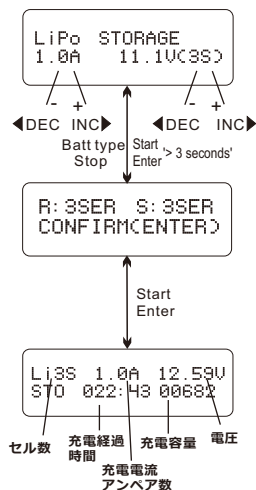 LiPo STORAGE
1.0A 11.1V(3S)
- + - +
◀DEC INC▶ ◀DEC INC▶
Batt type Start
Stop Enter '> 3 seconds'
R:3SER S:3SER
CONFIRM(ENTER)
Start
Enter
Li3S 1.0A 12.59V
STO 022:43 00682
セル数 充電経過時間 充電電流アンペア数 充電容量 電圧